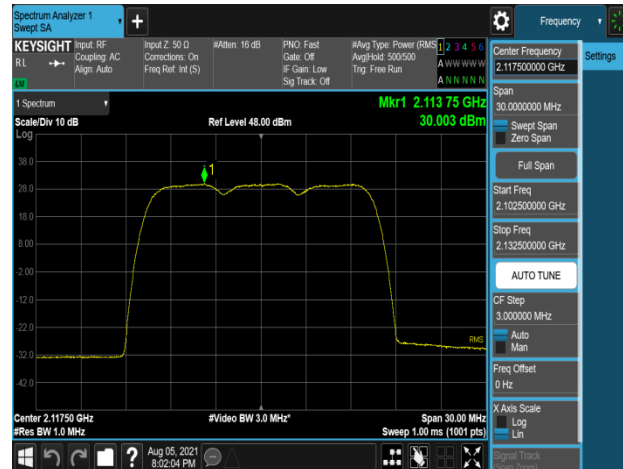 Spectrum Analyzer 1
Swept SA
+
Frequency
KEYSIGHT
RL
Input: RF
Coupling: AC
Align: Auto
Input Z: 50 Ω
Corrections: On
Freq Ref: Int (S)
#Atten: 16 dB
PNO: Fast
Gate: Off
IF Gain: Low
Sig Track: Off
#Avg Type: Power (RMS
Avg|Hold: 500/500
Trig: Free Run
1 2 3 4 5 6
A W W W W W
A N N N N N
LXI
1 Spectrum
Scale/Div 10 dB
Log
Ref Level 48.00 dBm
Mkr1 2.113 75 GHz
30.003 dBm
1
38.0
28.0
18.0
8.00
-2.00
-12.0
-22.0
-32.0
-42.0
RMS
Center 2.11750 GHz
#Res BW 1.0 MHz
#Video BW 3.0 MHz*
Span 30.00 MHz
Sweep 1.00 ms (1001 pts)
Center Frequency
2.117500000 GHz
Settings
Span
30.0000000 MHz
Swept Span
Zero Span
Full Span
Start Freq
2.102500000 GHz
Stop Freq
2.132500000 GHz
AUTO TUNE
CF Step
3.000000 MHz
Auto
Man
Freq Offset
0 Hz
X Axis Scale
Log
Lin
Signal Track
(Span Zoom)
?
Aug 05, 2021
8:02:04 PM